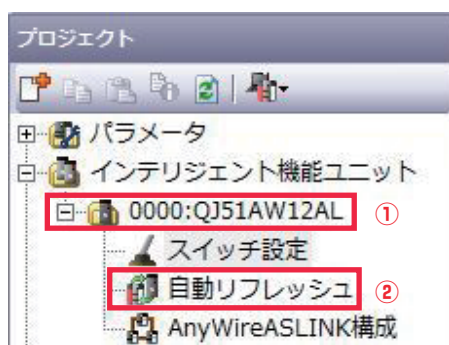 プロジェクト
パラメータ
インテリジェント機能ユニット
0000:QJ51AW12AL ①
スイッチ設定
自動リフレッシュ ②
AnyWireASLINK構成